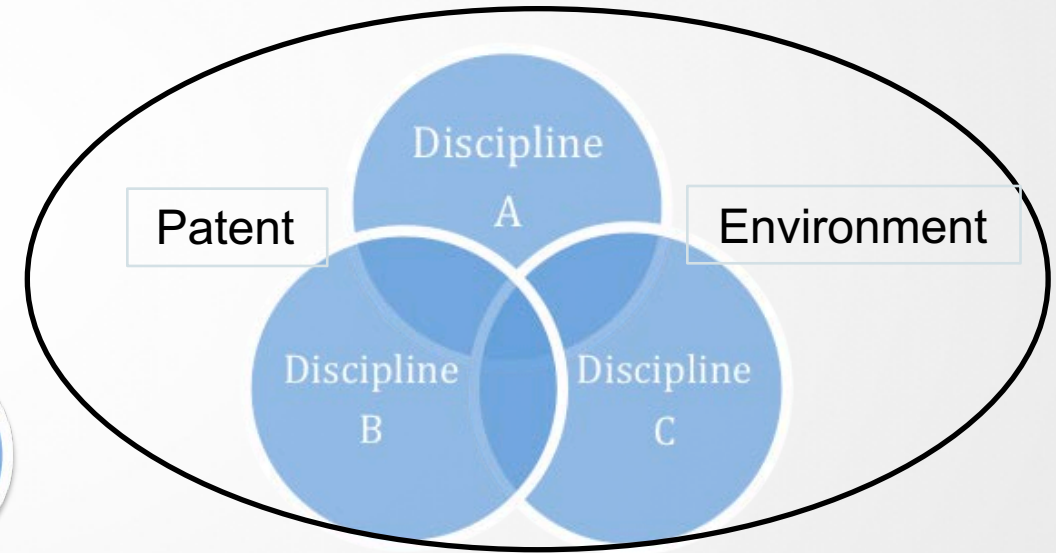 Discipline
A
Patent
Environment
Discipline
B
Discipline
C